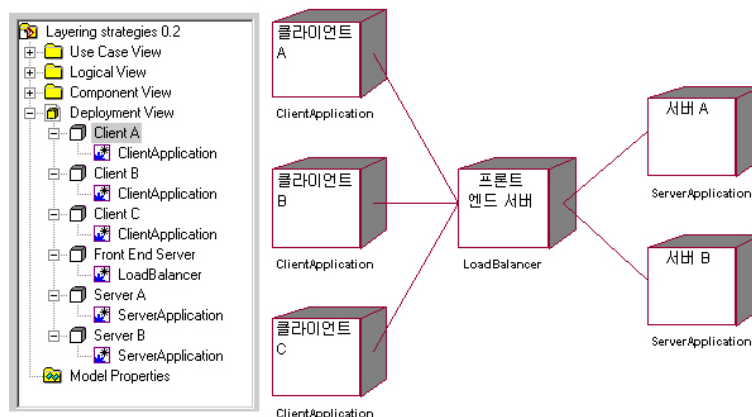 Layering strategies 0.2
Use Case View
Logical View
Component View
Deployment View
Client A
ClientApplication
Client B
ClientApplication
Client C
ClientApplication
Front End Server
LoadBalancer
Server A
ServerApplication
Server B
ServerApplication
Model Properties
클라이언트
A
ClientApplication
클라이언트
B
ClientApplication
클라이언트
C
ClientApplication
프론트
엔드 서버
LoadBalancer
서버 A
ServerApplication
서버 B
ServerApplication